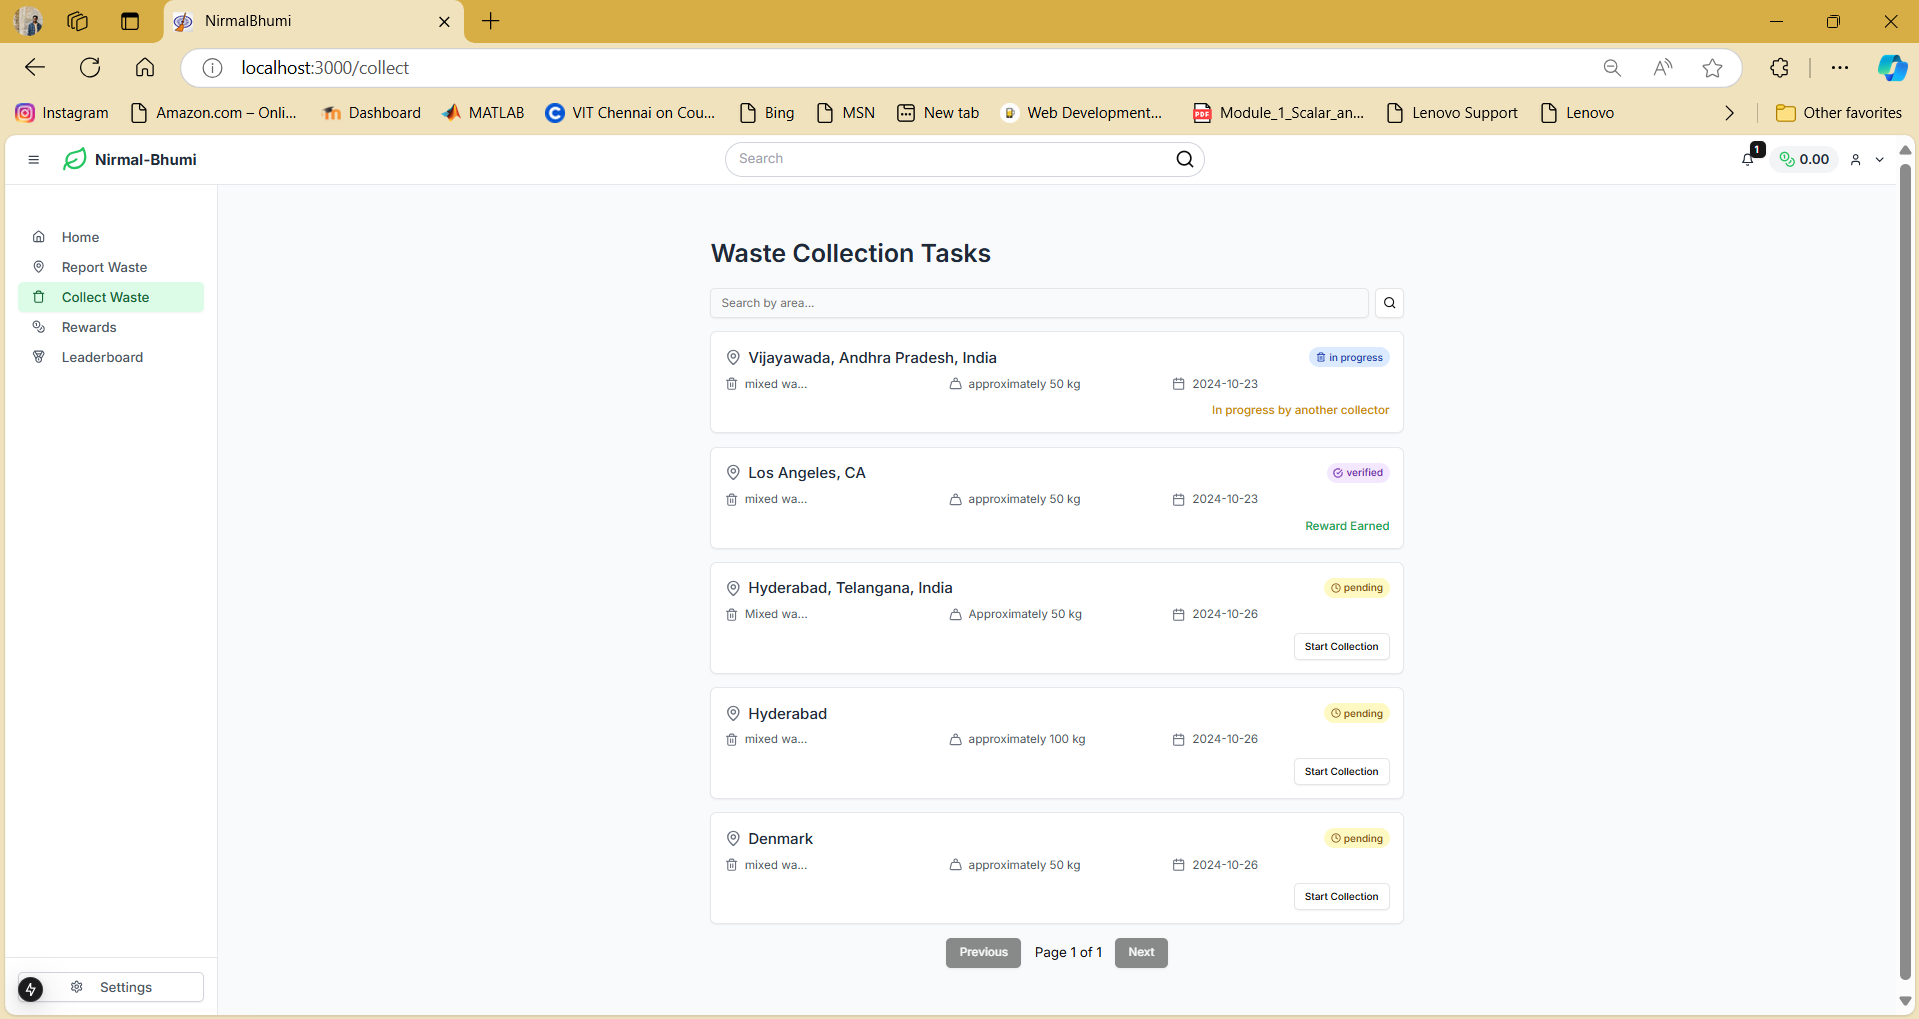 NirmalBhumi
localhost:3000/collect
Instagram Amazon.com – Onli... Dashboard MATLAB VIT Chennai on Cou... Bing MSN New tab Web Development... Module_1_Scalar_an... Lenovo Support Lenovo Other favorites
Nirmal-Bhumi Search 1 0.00
Home
Report Waste
Collect Waste
Rewards
Leaderboard
Settings
Waste Collection Tasks
Search by area...
Vijayawada, Andhra Pradesh, India in progress
mixed wa... approximately 50 kg 2024-10-23
In progress by another collector
Los Angeles, CA verified
mixed wa... approximately 50 kg 2024-10-23
Reward Earned
Hyderabad, Telangana, India pending
Mixed wa... Approximately 50 kg 2024-10-26
Start Collection
Hyderabad pending
mixed wa... approximately 100 kg 2024-10-26
Start Collection
Denmark pending
mixed wa... approximately 50 kg 2024-10-26
Start Collection
Previous Page 1 of 1 Next